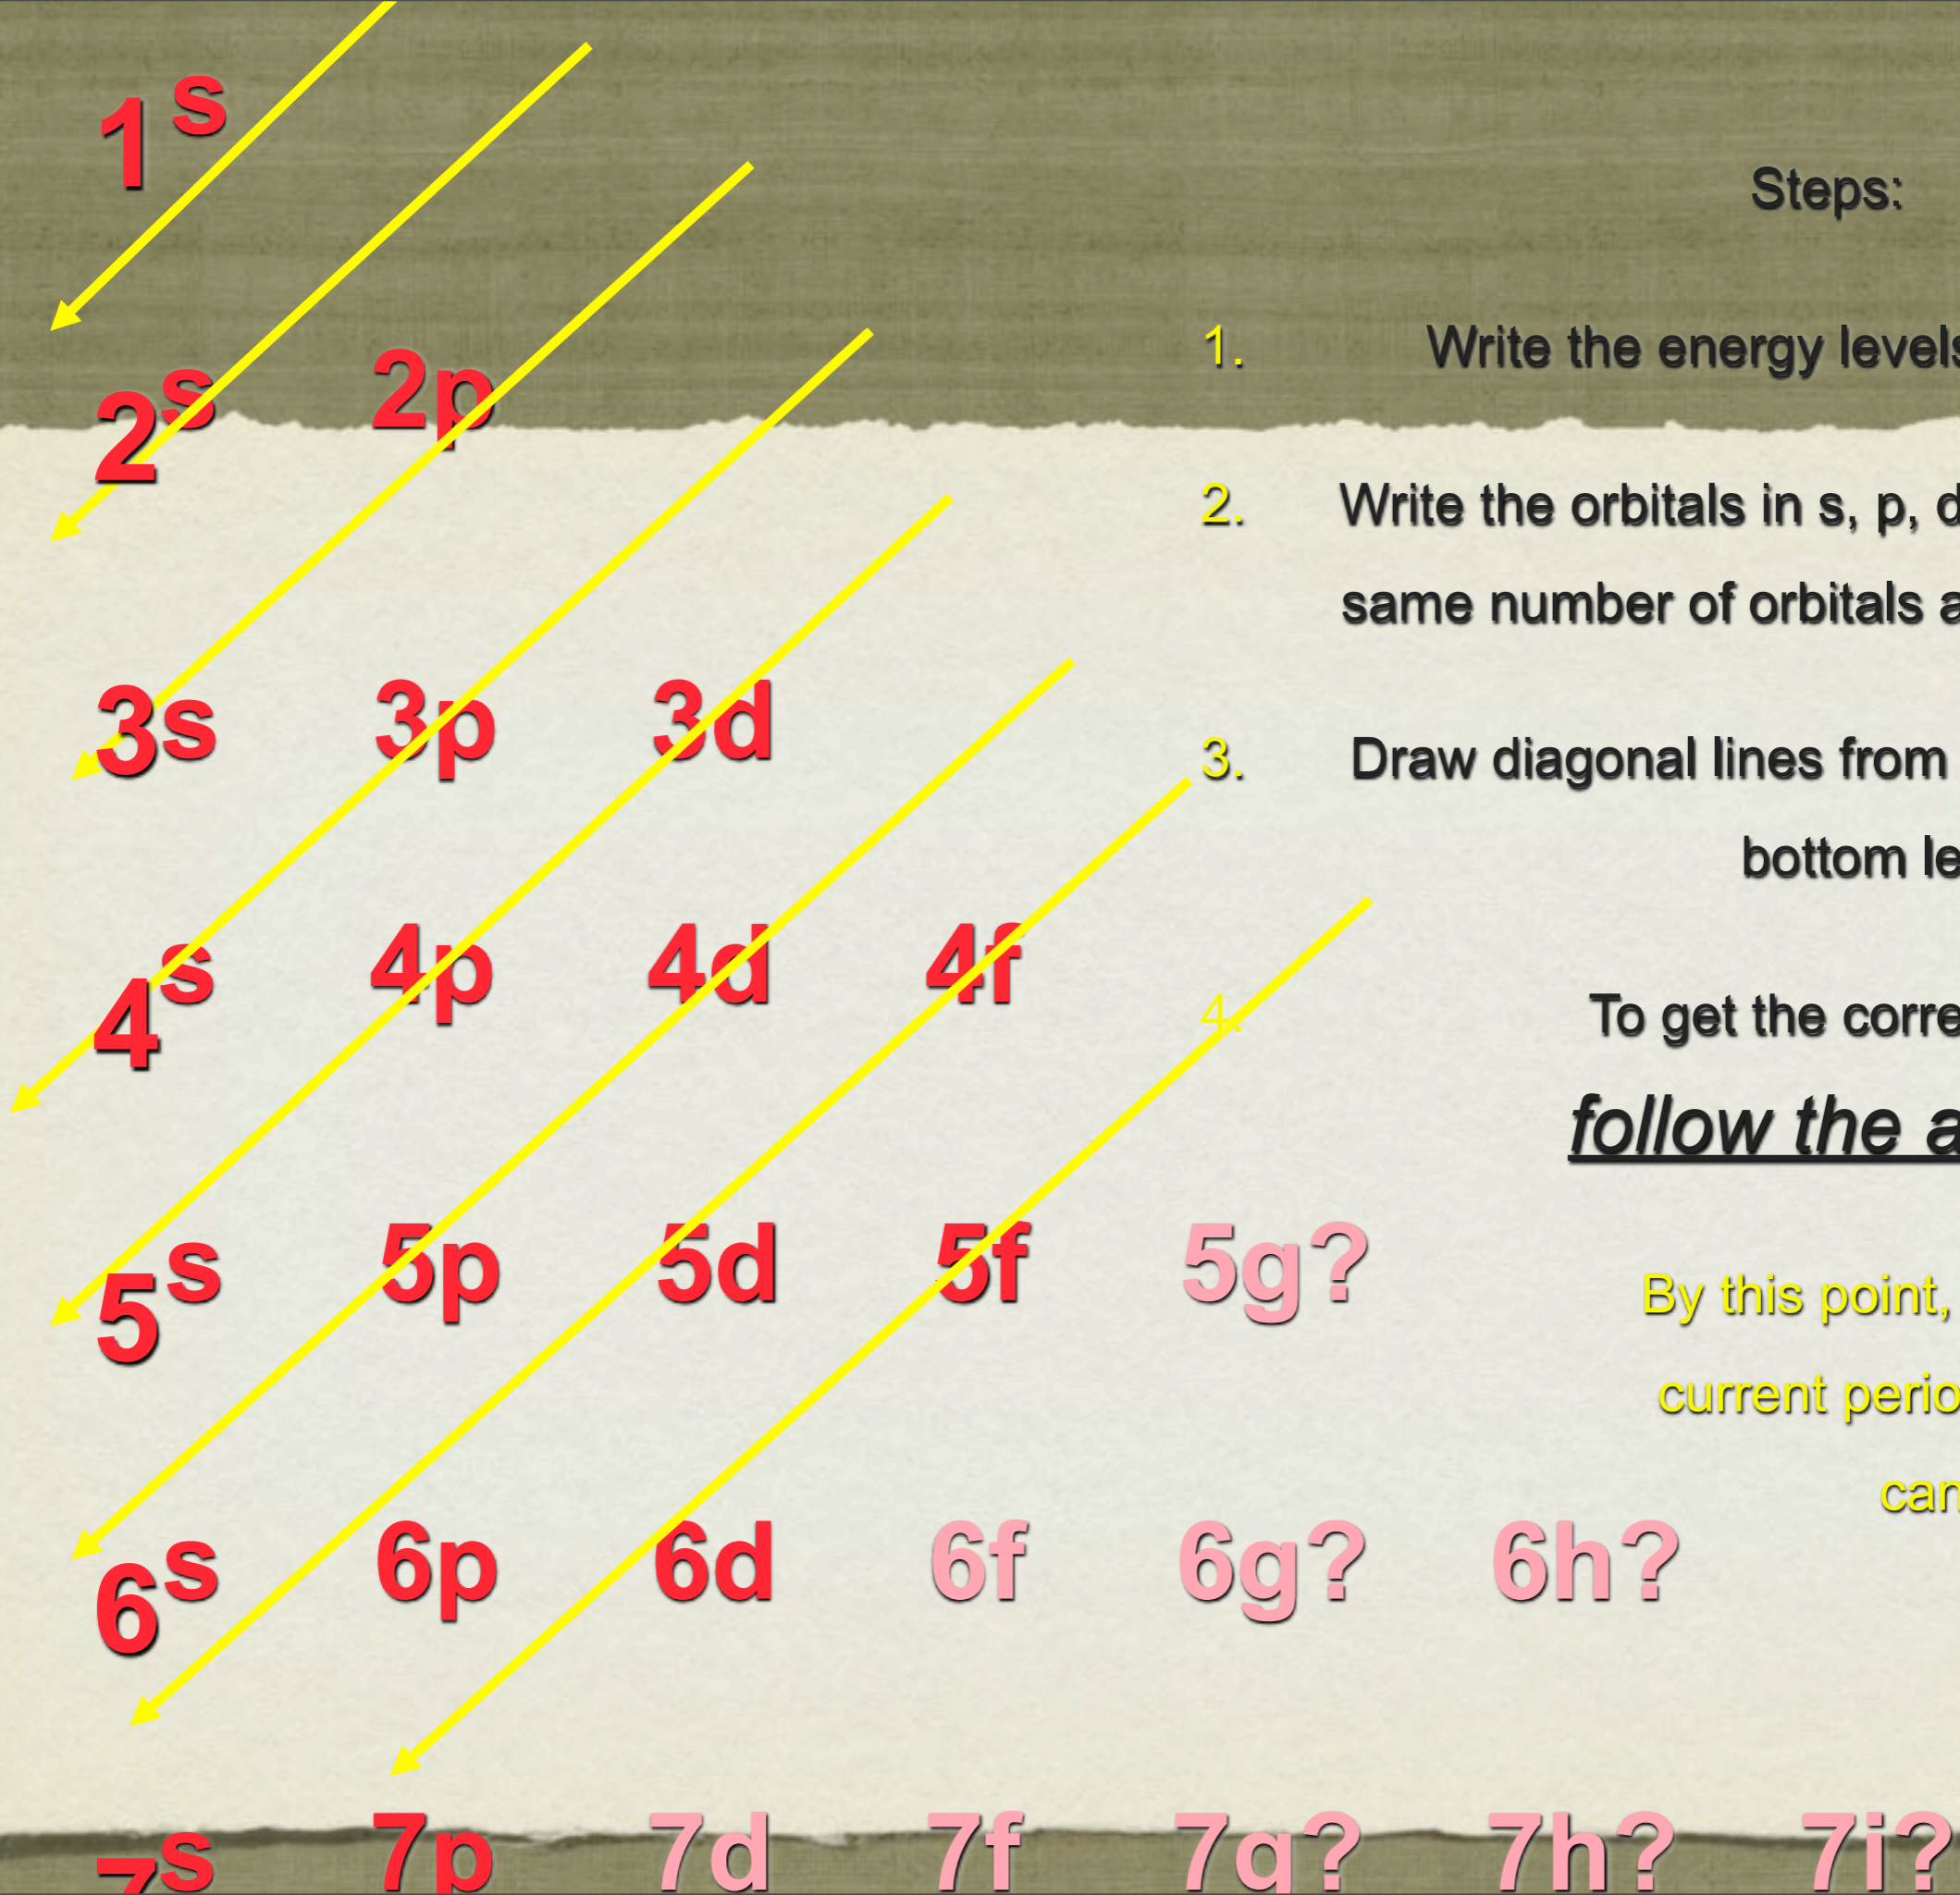 1s
2s 2p
3s 3p 3d
4s 4p 4d 4f
5s 5p 5d 5f 5g?
6s 6p 6d 6f 6g? 6h?
7s 7p 7d 7f 7g? 7h? 7i?
Steps:
1. Write the energy levels
2. Write the orbitals in s, p, d
same number of orbitals a
3. Draw diagonal lines from
bottom le
4. To get the corre
follow the a
By this point,
current perio
can